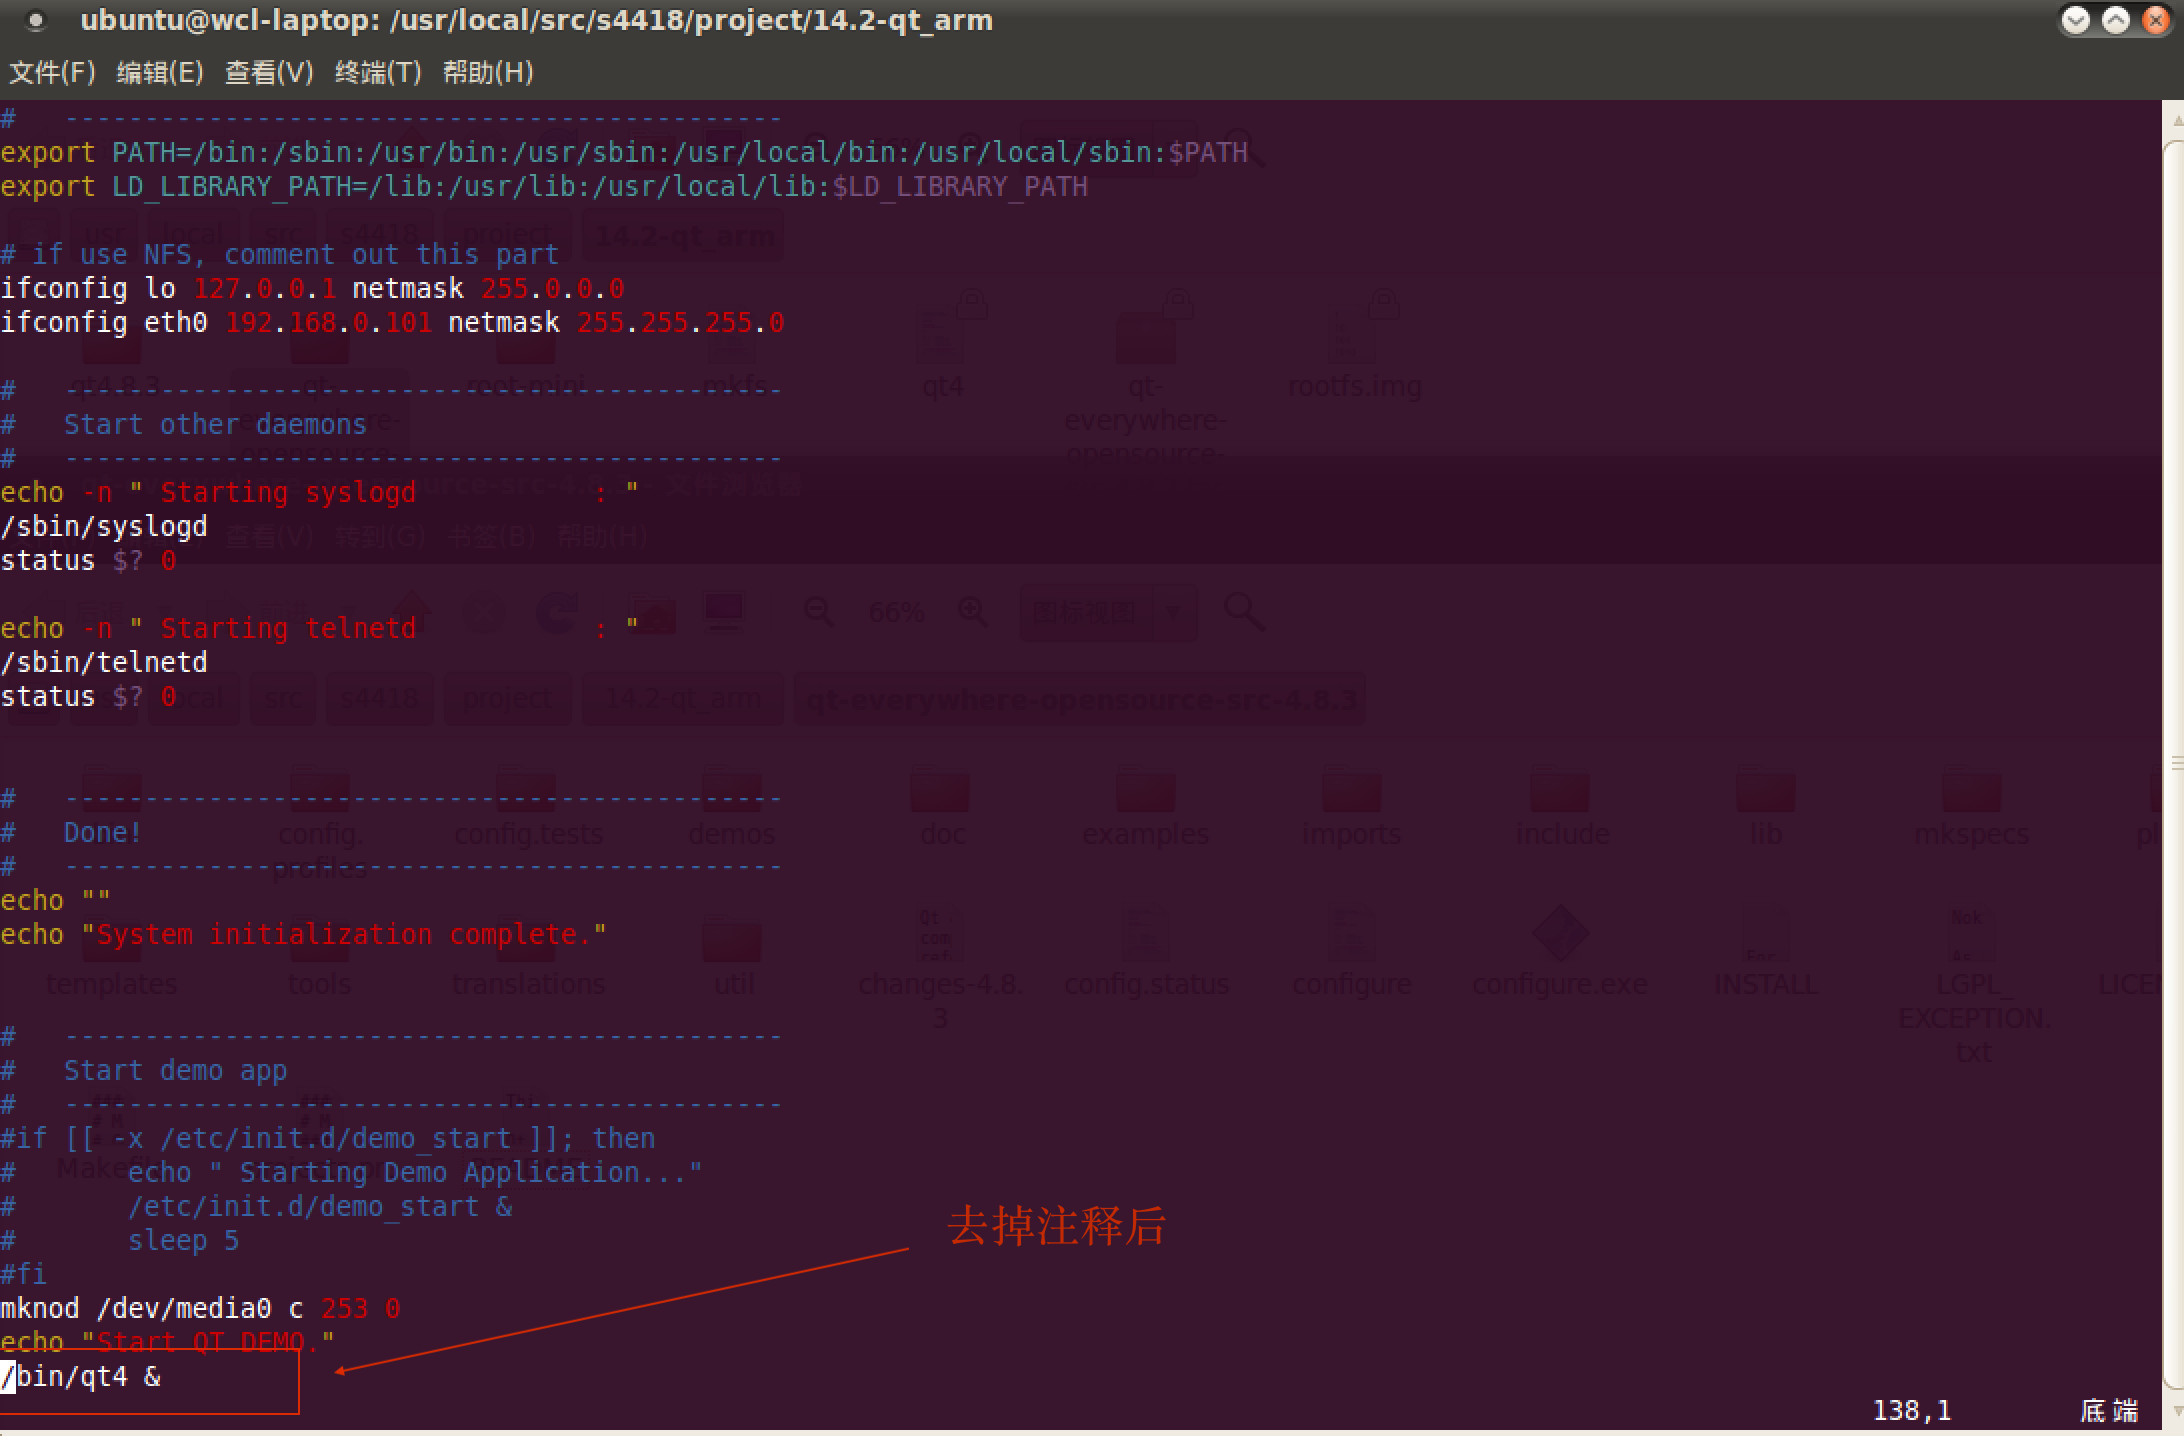 ubuntu@wcl-laptop: /usr/local/src/s4418/project/14.2-qt_arm
文件(F) 编辑(E) 查看(V) 终端(T) 帮助(H)
# ---------------------------------------------
export PATH=/bin:/sbin:/usr/bin:/usr/sbin:/usr/local/bin:/usr/local/sbin:$PATH
export LD_LIBRARY_PATH=/lib:/usr/lib:/usr/local/lib:$LD_LIBRARY_PATH
# if use NFS, comment out this part
ifconfig lo 127.0.0.1 netmask 255.0.0.0
ifconfig eth0 192.168.0.101 netmask 255.255.255.0
# ---------------------------------------------
# Start other daemons
# ---------------------------------------------
echo -n " Starting syslogd : "
/sbin/syslogd
status $? 0
echo -n " Starting telnetd : "
/sbin/telnetd
status $? 0
# ---------------------------------------------
# Done!
# ---------------------------------------------
echo ""
echo "System initialization complete."
# ---------------------------------------------
# Start demo app
# ---------------------------------------------
#if [[ -x /etc/init.d/demo_start ]]; then
# echo " Starting Demo Application..."
# /etc/init.d/demo_start &
# sleep 5
#fi
mknod /dev/media0 c 253 0
echo "Start QT DEMO."
/bin/qt4 &
去掉注释后
138,1 底端